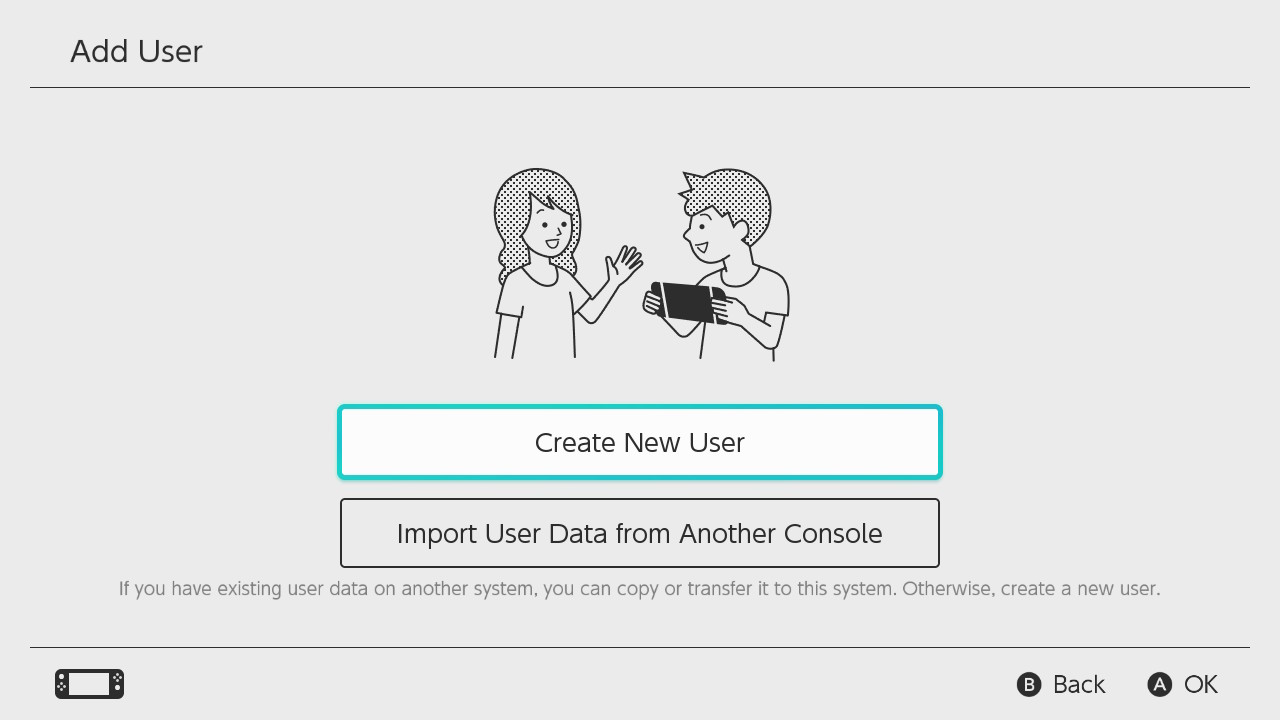 Add User
Create New User
Import User Data from Another Console
If you have existing user data on another system, you can copy or transfer it to this system. Otherwise, create a new user.
B Back A OK